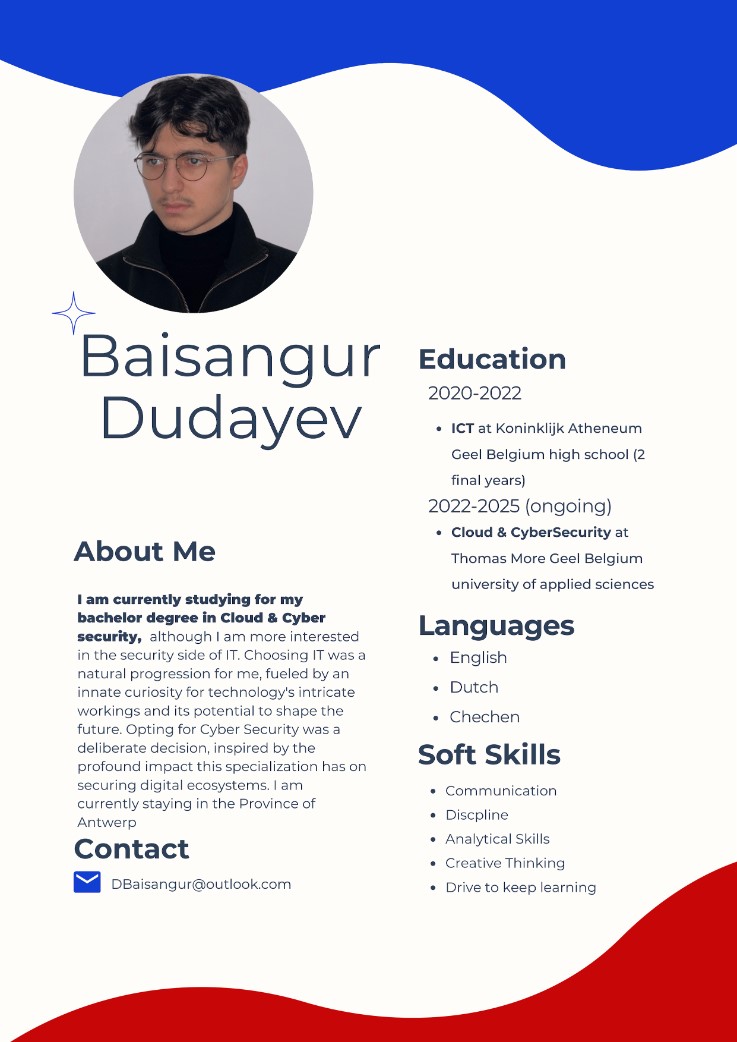 Baisangur
Dudayev
About Me
I am currently studying for my
bachelor degree in Cloud & Cyber
security, although I am more interested
in the security side of IT. Choosing IT was a
natural progression for me, fueled by an
innate curiosity for technology's intricate
workings and its potential to shape the
future. Opting for Cyber Security was a
deliberate decision, inspired by the
profound impact this specialization has on
securing digital ecosystems. I am
currently staying in the Province of
Antwerp
Contact
DBaisangur@outlook.com
Education
2020-2022
• ICT at Koninklijk Atheneum
Geel Belgium high school (2
final years)
2022-2025 (ongoing)
• Cloud & CyberSecurity at
Thomas More Geel Belgium
university of applied sciences
Languages
• English
• Dutch
• Chechen
Soft Skills
• Communication
• Discpline
• Analytical Skills
• Creative Thinking
• Drive to keep learning